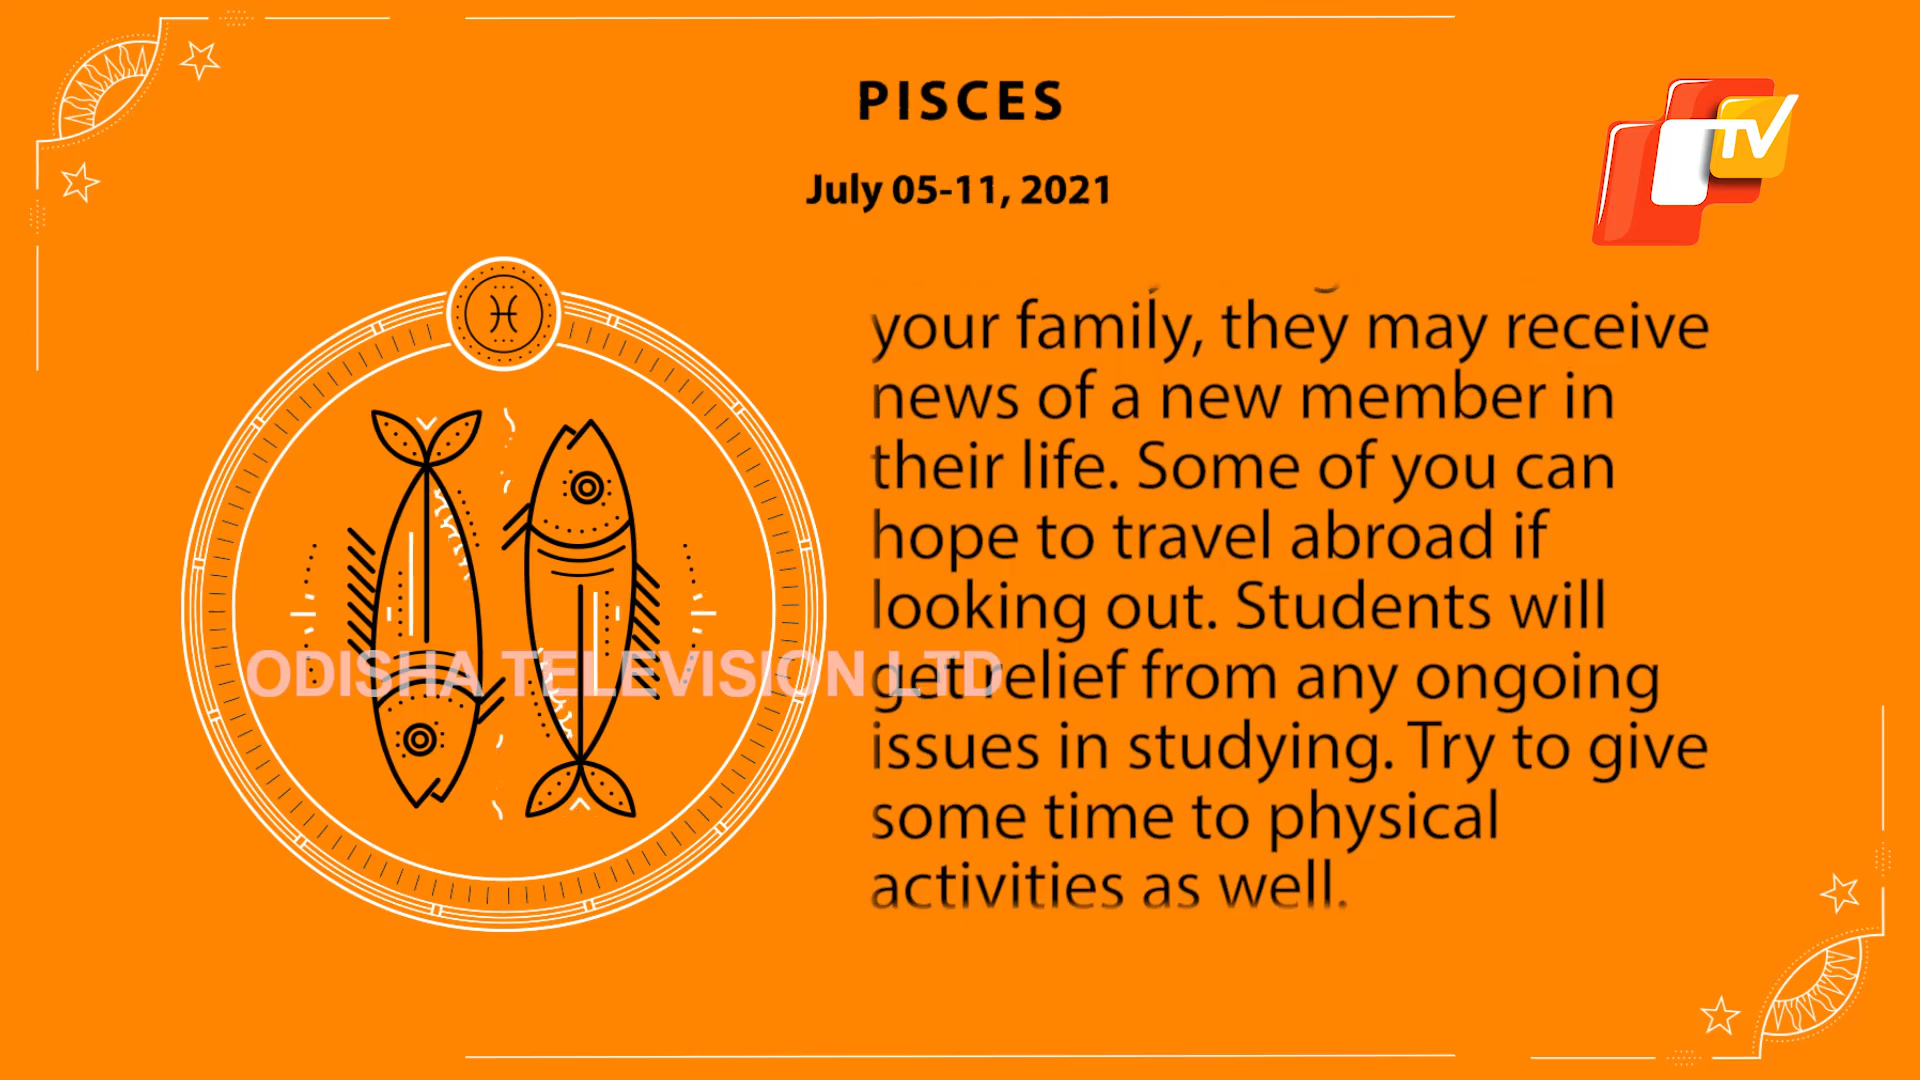 PISCES
July 05-11, 2021
TV
your family, they may receive
news of a new member in
their life. Some of you can
hope to travel abroad if
looking out. Students will
get relief from any ongoing
issues in studying. Try to give
some time to physical
activities as well.
ODISHA TELEVISION LTD